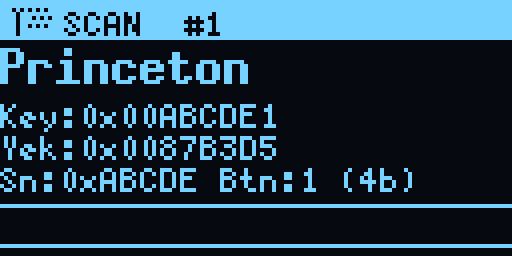 SCAN #1
Princeton
Key:0x00ABCDE1
Yek:0x0087B3D5
Sn:0xABCDE Btn:1 (4b)